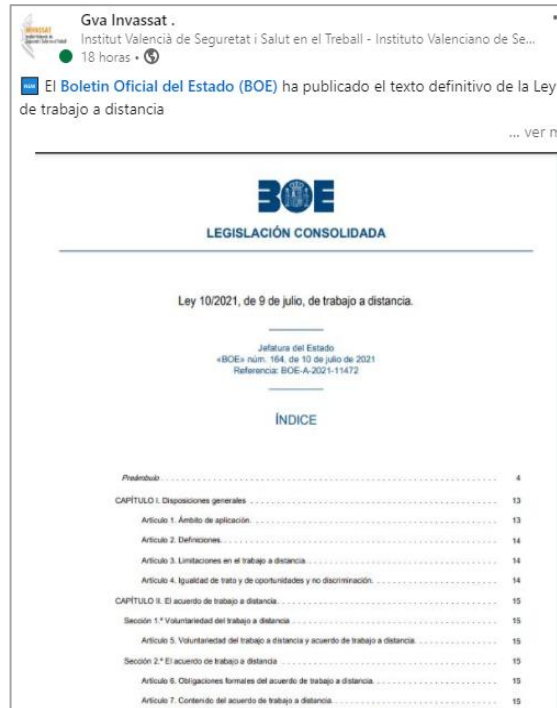 Gva Invassat .
INVASSAT
Institut Valencià de Seguretat i Salut en el Treball - Instituto Valenciano de Se...
18 horas •
El Boletin Oficial del Estado (BOE) ha publicado el texto definitivo de la Ley
de trabajo a distancia
... ver m
BOE
LEGISLACIÓN CONSOLIDADA
Ley 10/2021, de 9 de julio, de trabajo a distancia.
Jefatura del Estado
«BOE» núm. 164, de 10 de julio de 2021
Referencia: BOE-A-2021-11472
ÍNDICE
Preámbulo . . . . . . . . . . . . . . . . . . . . 4
CAPÍTULO I. Disposiciones generales . . . . . . . . . . . . . . . . . . . . 13
Artículo 1. Ámbito de aplicación. . . . . . . . . . . . . . . . . . . . 13
Artículo 2. Definiciones. . . . . . . . . . . . . . . . . . . . 14
Artículo 3. Limitaciones en el trabajo a distancia. . . . . . . . . . . . . . . . . . . . 14
Artículo 4. Igualdad de trato y de oportunidades y no discriminación. . . . . . . . . . . . . . . . . . . . 14
CAPÍTULO II. El acuerdo de trabajo a distancia. . . . . . . . . . . . . . . . . . . . 15
Sección 1.ª Voluntariedad del trabajo a distancia . . . . . . . . . . . . . . . . . . . . 15
Artículo 5. Voluntariedad del trabajo a distancia y acuerdo de trabajo a distancia. . . . . . . . . . . . . . . . . . . . 15
Sección 2.ª El acuerdo de trabajo a distancia . . . . . . . . . . . . . . . . . . . . 15
Artículo 6. Obligaciones formales del acuerdo de trabajo a distancia. . . . . . . . . . . . . . . . . . . . 15
Artículo 7. Contenido del acuerdo de trabajo a distancia. . . . . . . . . . . . . . . . . . . . 15